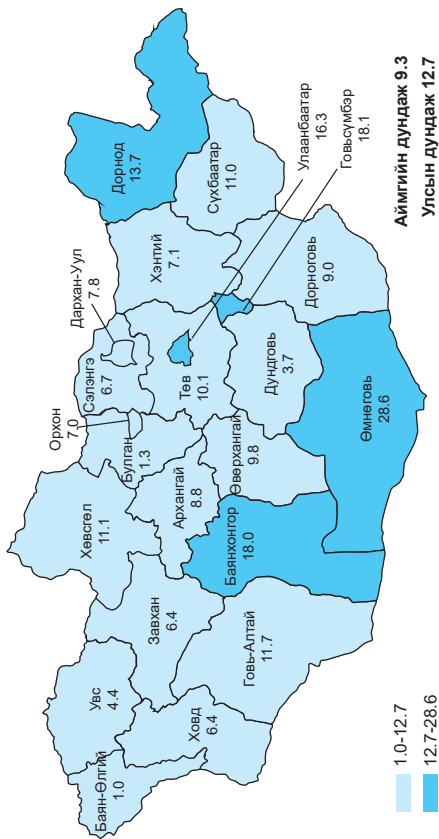 Баян-Өлгий
1.0
Увс
4.4
Ховд
6.4
Завхан
6.4
Говь-Алтай
11.7
Хөвсгөл
11.1
Архангай
8.8
Баянхонгор
18.0
Орхон
7.0
Булган
1.3
Өвөрхангай
9.8
Сэлэнгэ
6.7
Дархан-Уул
7.8
Төв
10.1
Дундговь
3.7
Өмнөговь
28.6
Хэнтий
7.1
Дорноговь
9.0
Дорнод
13.7
Сүхбаатар
11.0
Улаанбаатар
16.3
Говьсүмбэр
18.1
Аймгийн дундаж 9.3
Улсын дундаж 12.7
1.0-12.7
12.7-28.6